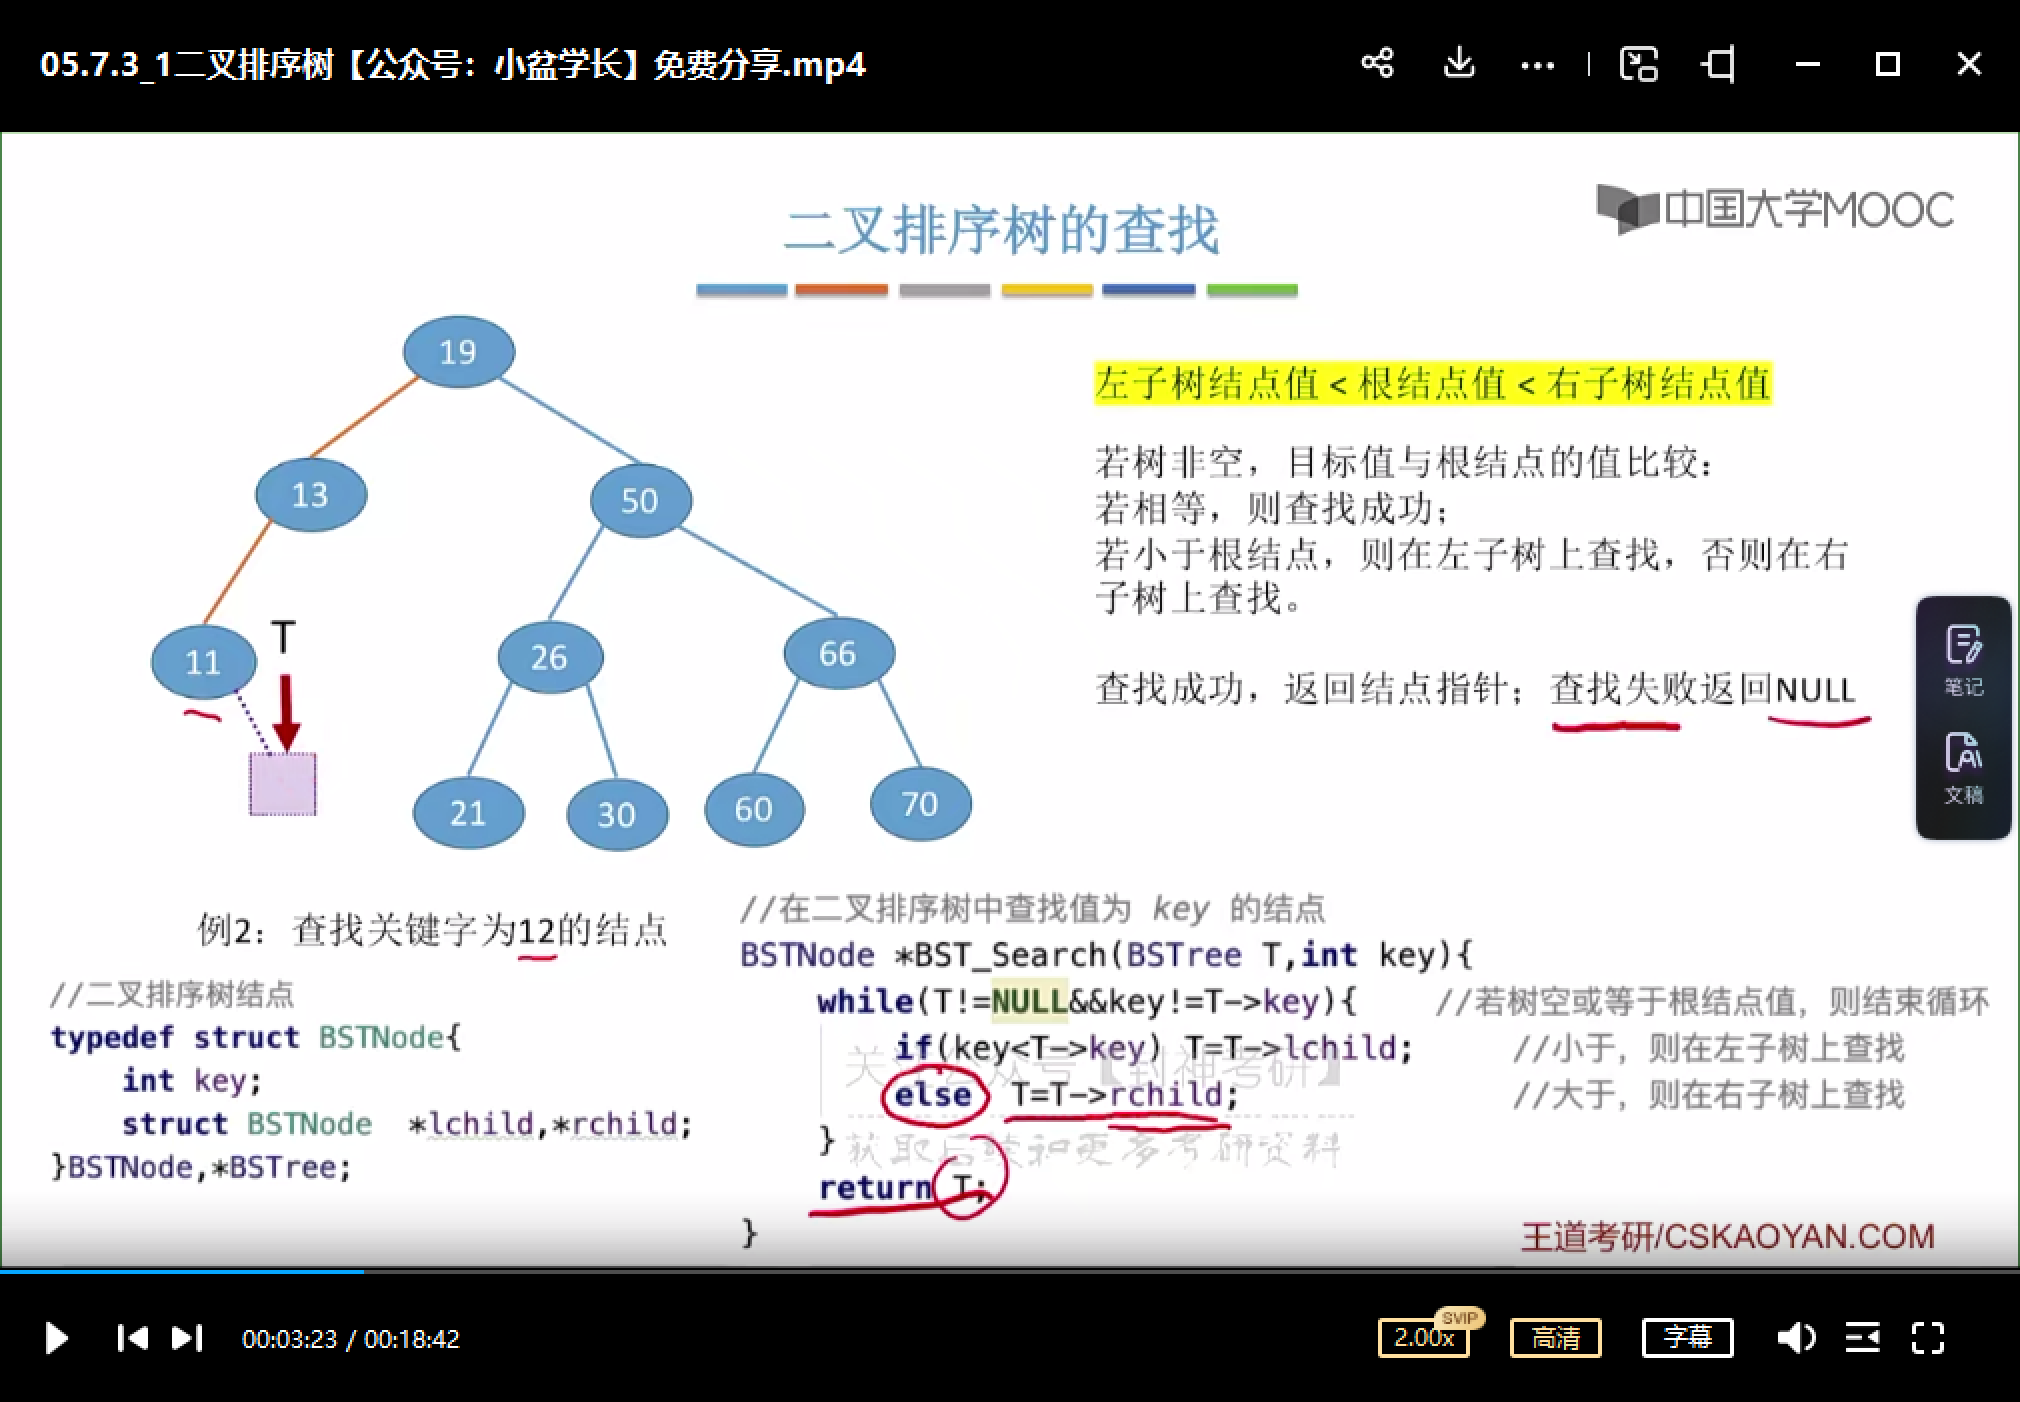 05.7.3_1二叉排序树【公众号：小盆学长】免费分享.mp4
中国大学MOOC
二叉排序树的查找
19
13
50
11
T
26
66
21
30
60
70
左子树结点值 < 根结点值 < 右子树结点值
若树非空，目标值与根结点的值比较：
若相等，则查找成功；
若小于根结点，则在左子树上查找，否则在右
子树上查找。
查找成功，返回结点指针；查找失败返回NULL
笔记
文稿
例2：查找关键字为12的结点
//二叉排序树结点
typedef struct BSTNode{
int key;
struct BSTNode *lchild,*rchild;
}BSTNode,*BSTree;
//在二叉排序树中查找值为 key 的结点
BSTNode *BST_Search(BSTree T,int key){
while(T!=NULL&&key!=T->key){ //若树空或等于根结点值，则结束循环
if(key<T->key) T=T->lchild; //小于，则在左子树上查找
else T=T->rchild; //大于，则在右子树上查找
}
return T;
}
获取后续和更多考研资料
王道考研/CSKAOYAN.COM
00:03:23 / 00:18:42
2.00x
SVIP
高清
字幕